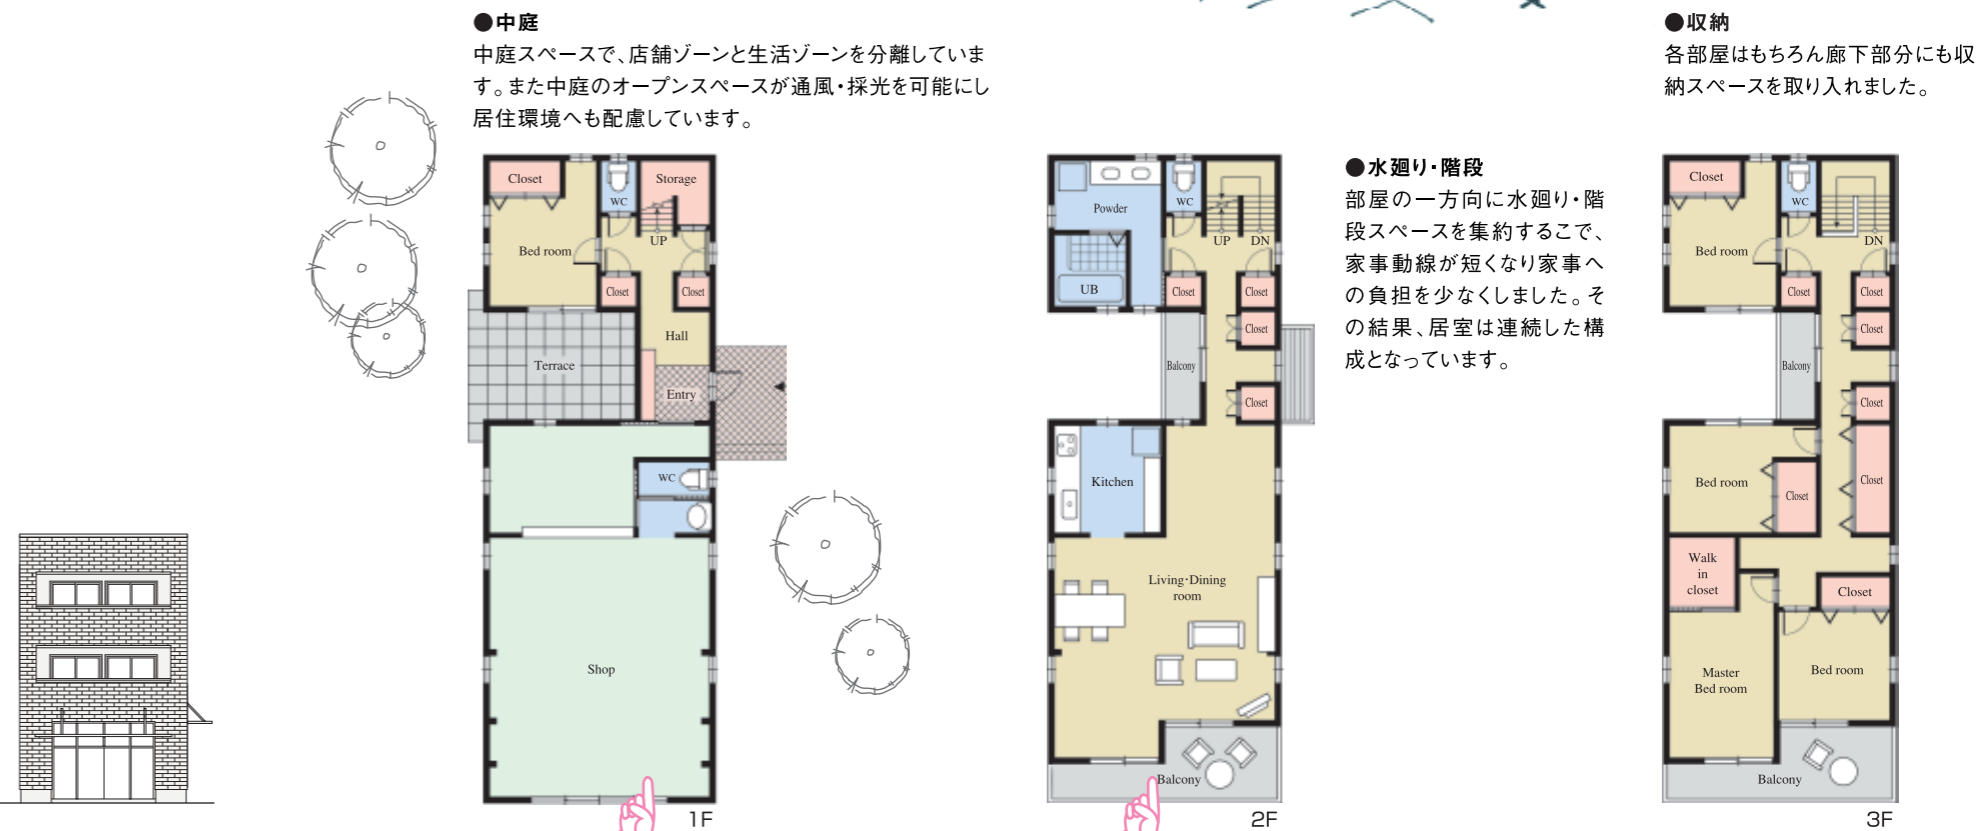 ●中庭
中庭スペースで、店舗ゾーンと生活ゾーンを分離していま
す。また中庭のオープンスペースが通風・採光を可能にし
居住環境へも配慮しています。
Closet
WC
Storage
UP
Bed room
Closet
Closet
Hall
Terrace
Entry
WC
Shop
1F
Powder
WC
UP
DN
UB
Closet
Closet
Closet
Balcony
Closet
Kitchen
Living・Dining
room
Balcony
2F
●水廻り・階段
部屋の一方向に水廻り・階
段スペースを集約するこで、
家事動線が短くなり家事へ
の負担を少なくしました。そ
の結果、居室は連続した構
成となっています。
●収納
各部屋はもちろん廊下部分にも収
納スペースを取り入れました。
Closet
WC
DN
Bed room
Closet
Closet
Closet
Balcony
Closet
Bed room
Closet
Closet
Walk
in
closet
Closet
Master
Bed room
Bed room
Balcony
3F